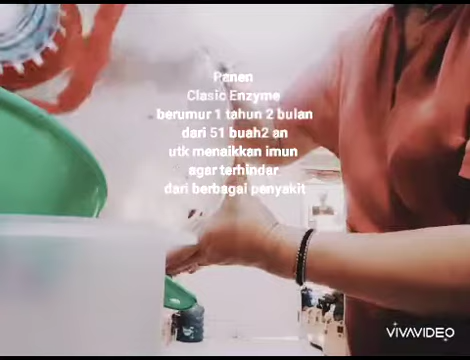 Panen
Clasic Enzyme
berumur 1 tahun 2 bulan
dari 51 buah2 an
utk menaikkan imun
agar terhindar
dari berbagai penyakit
VIVAVIDEO